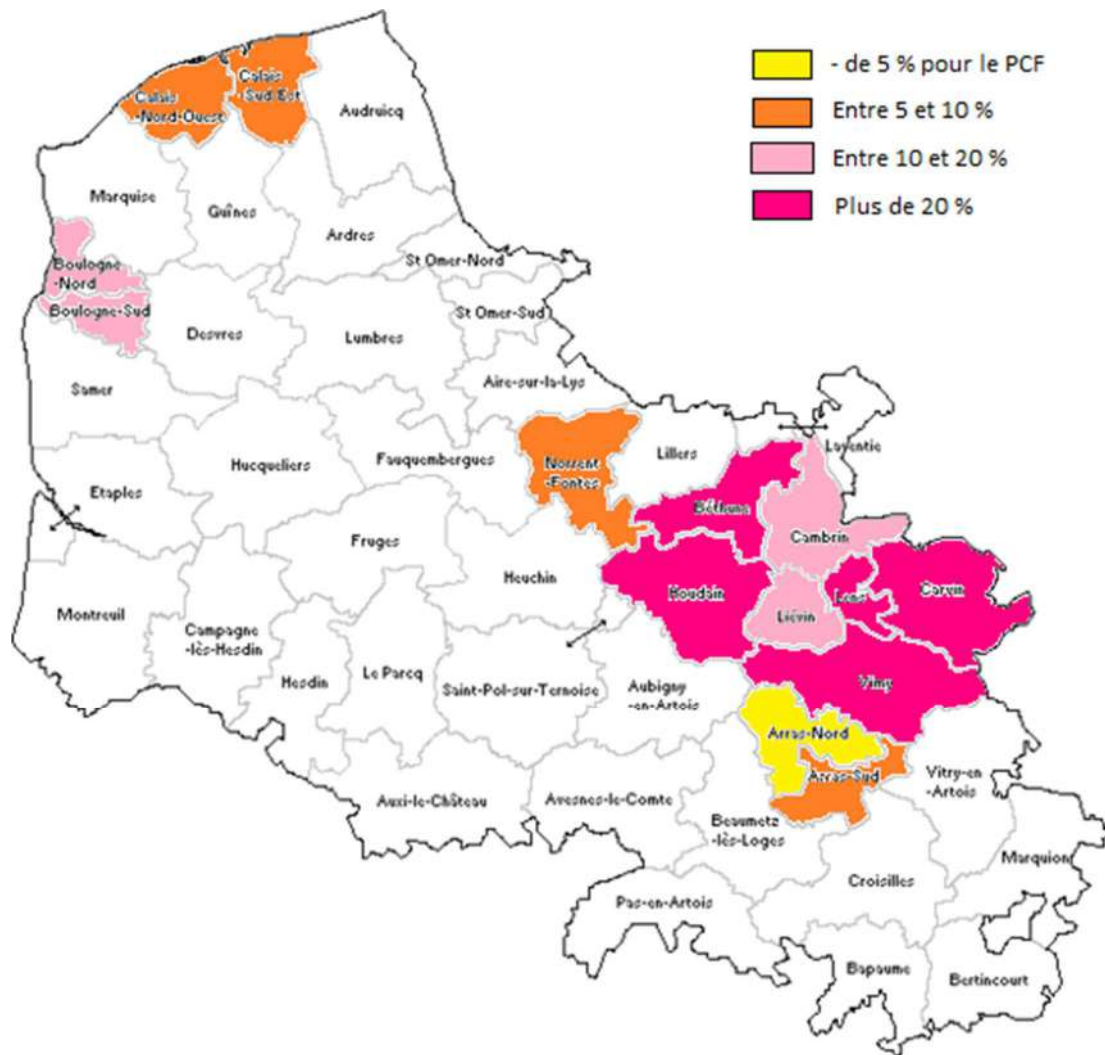 - de 5 % pour le PCF
Entre 5 et 10 %
Entre 10 et 20 %
Plus de 20 %
Calais
-Nord-Ouest
Calais
-Sud Est
Audruicq
Marquise
Guînes
Ardres
St Omer-Nord
Boulogne
-Nord
Boulogne-Sud
Desvres
Lumbres
St Omer-Sud
Samer
Aire-sur-la-Lys
Hucqueliers
Fauquembergues
Norrent
-Fontes
Lillers
Laventie
Etaples
Béthune
Cambrin
Fruges
Heuchin
Houdain
Lens
Carvin
Liévin
Montreuil
Campagne
-lès-Hesdin
Hesdin
Le Parcq
Saint-Pol-sur-Ternoise
Aubigny
-en-Artois
Vimy
Arras-Nord
Arras-Sud
Vitry-en
-Artois
Auxi-le-Château
Avesnes-le-Comte
Beaumetz
-lès-Loges
Marquion
Croisilles
Pas-en-Artois
Bapaume
Bertincourt